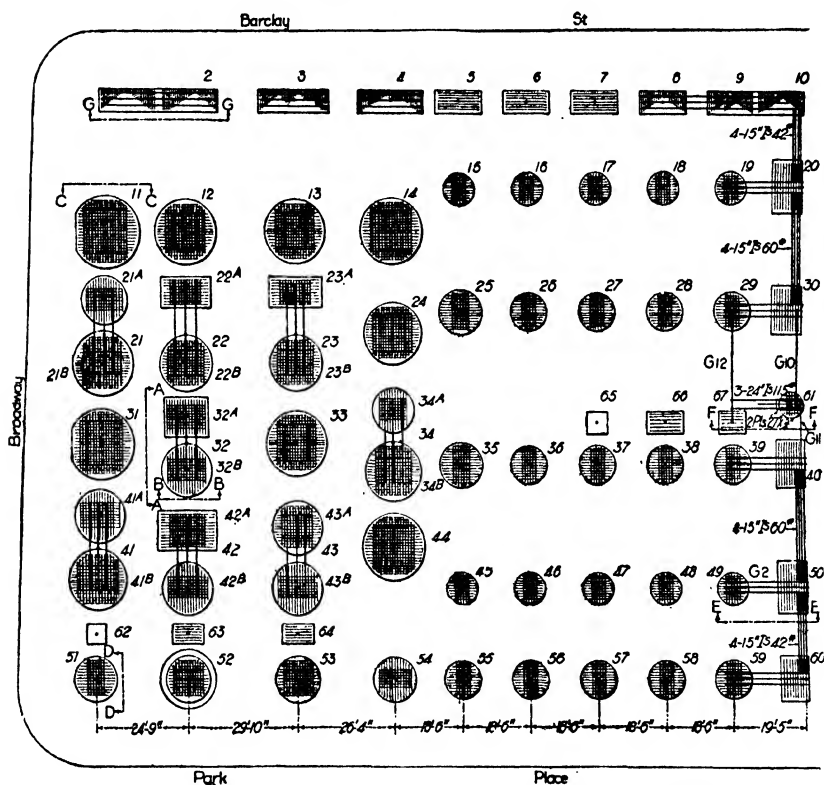 Barclay St
2 3 4 5 6 7 8 9 10
G G
4-15"Is 42#
C C
11 12 13 14 15 16 17 18 19 20
4-15"Is 60#
21A 22A 23A
21 22 23 24 25 26 27 28 29 30
21B 22B 23B
G12 G10
A
3-24"Is 115#
31 32A 33 34A 65 66 67 61
F F
32 34
G11
32B 34B 35 36 37 38 39 40
B B
A
41A 42A 43A
4-15"Is 60#
41 42 43 44
41B 42B 43B 45 46 47 48 49 G2 50
E E
62 63 64
4-15"Is 42#
D
51 52 53 54 55 56 57 58 59 60
D
24'-9" 29'-10" 26'-4" 18'-6" 18'-6" 18'-6" 18'-6" 18'-6" 19'-5"
Broadway
Park Place